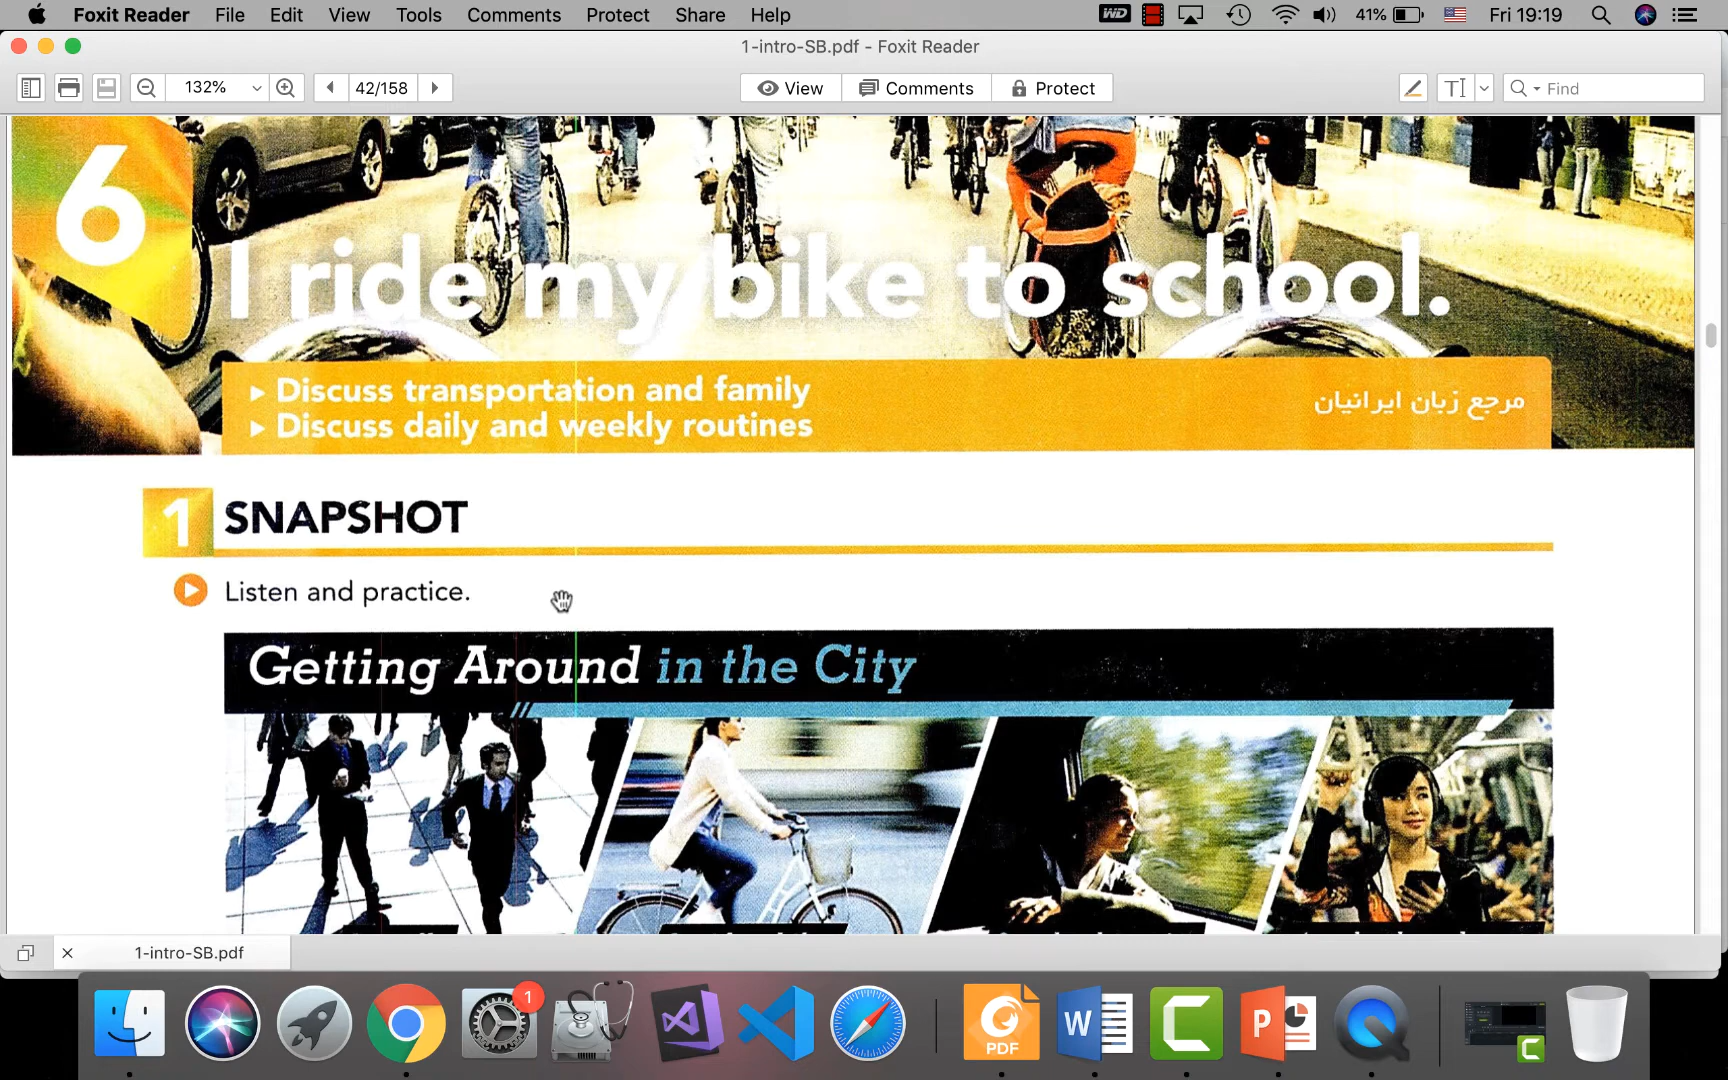 Foxit Reader File Edit View Tools Comments Protect Share Help WD 41% Fri 19:19
1-intro-SB.pdf - Foxit Reader
132% 42/158 View Comments Protect TI Find
6
I ride my bike to school.
▸ Discuss transportation and family
▸ Discuss daily and weekly routines
مرجع زبان ایرانیان
1 SNAPSHOT
Listen and practice.
Getting Around in the City
1-intro-SB.pdf
1
PDF
W
P